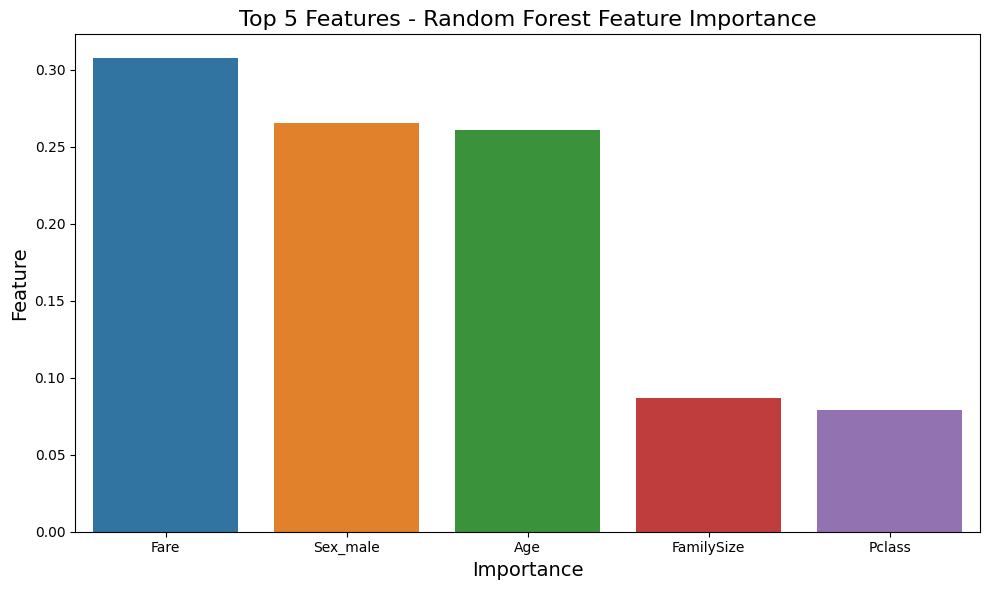 Top 5 Features - Random Forest Feature Importance
Feature
0.30
0.25
0.20
0.15
0.10
0.05
0.00
Fare Sex_male Age FamilySize Pclass
Importance